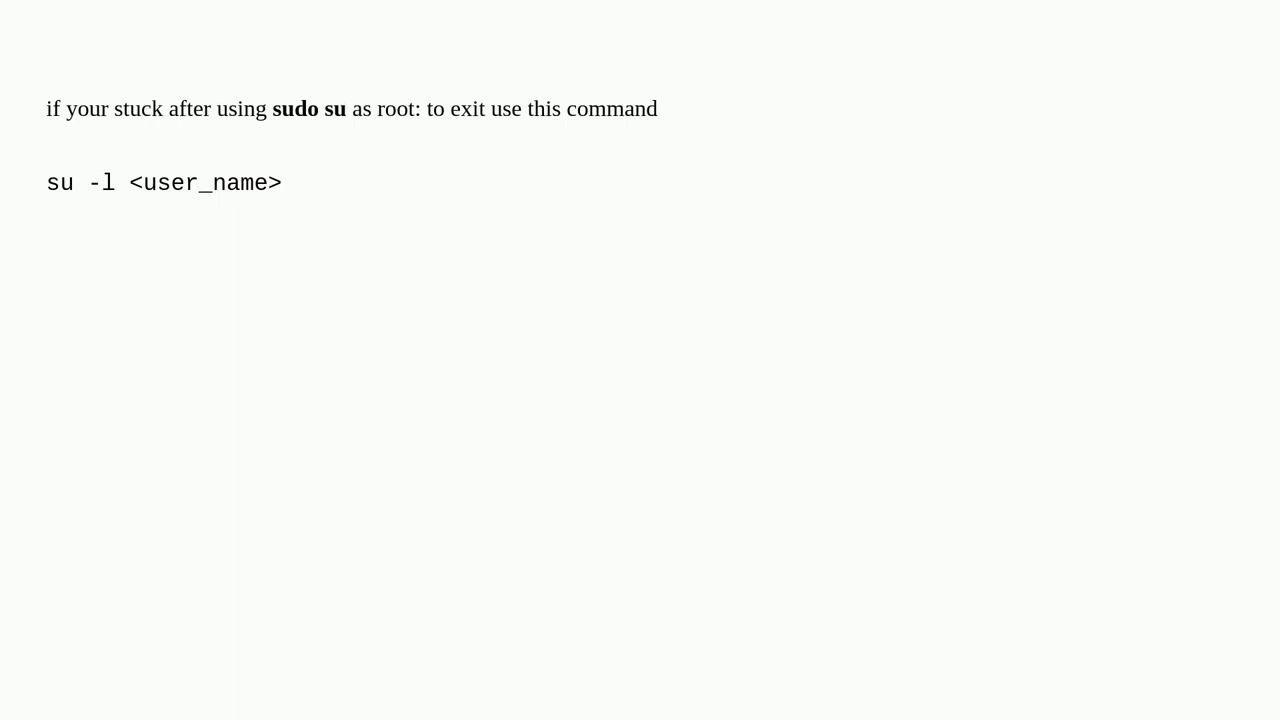 if your stuck after using sudo su as root: to exit use this command
su -l <user_name>